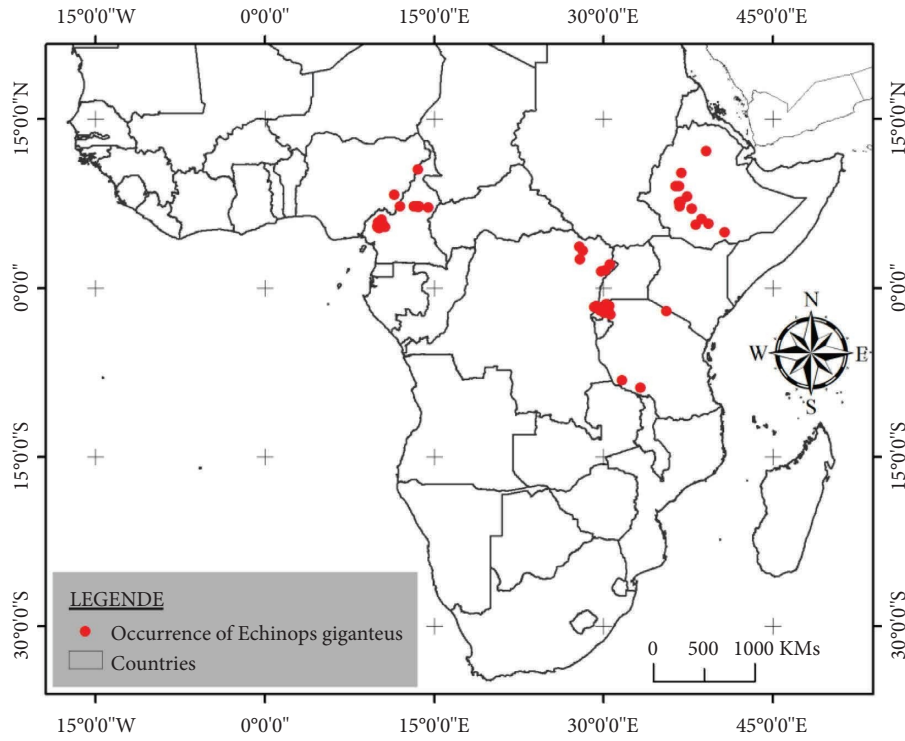 15°0'0"W 0°0'0" 15°0'0"E 30°0'0"E 45°0'0"E
15°0'0"N 15°0'0"N
0°0'0" 0°0'0"
N
W E
S
15°0'0"S 15°0'0"S
30°0'0"S 30°0'0"S
LEGENDE
Occurrence of Echinops giganteus
Countries
0 500 1000 KMs
15°0'0"W 0°0'0" 15°0'0"E 30°0'0"E 45°0'0"E